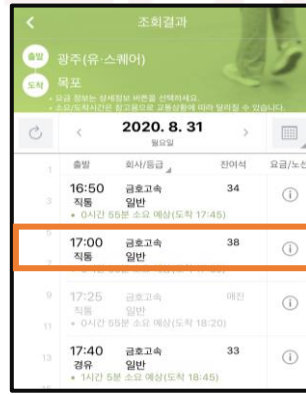 조회결과
출발 광주(유·스퀘어)
도착 목포
• 요금 정보는 상세정보 버튼을 선택하세요.
• 소요/도착시간은 참고용으로 교통상황에 따라 달라질 수 있습니다.
2020. 8. 31
월요일
출발 회사/등급 잔여석 요금/노선
1
16:50 금호고속 34
3
직통 일반
• 0시간 55분 소요 예상(도착 17:45)
5
17:00 금호고속 38
직통 일반
7
9
17:25 금호고속 매진
직통 일반
11
• 0시간 55분 소요 예상(도착 18:20)
17:40 금호고속 33
13
경유 일반
• 1시간 5분 소요 예상(도착 18:45)